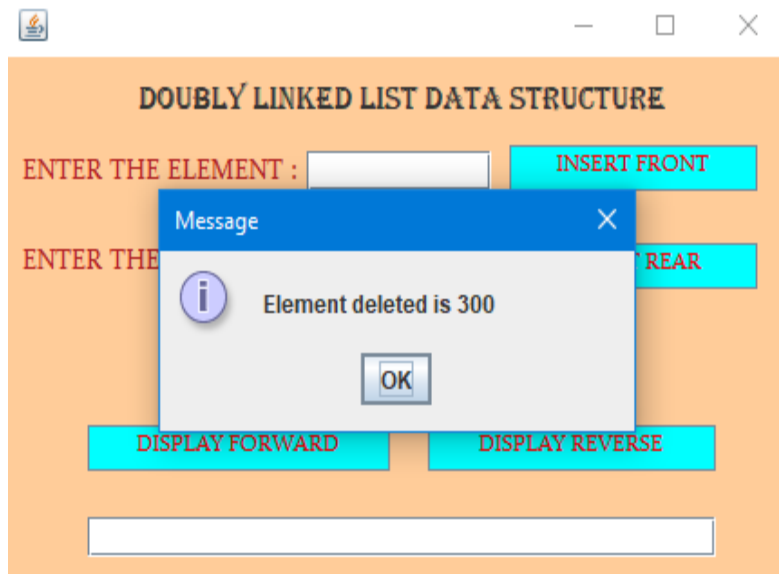 DOUBLY LINKED LIST DATA STRUCTURE
ENTER THE ELEMENT :
INSERT FRONT
Message
ENTER THE
REAR
Element deleted is 300
OK
DISPLAY FORWARD
DISPLAY REVERSE